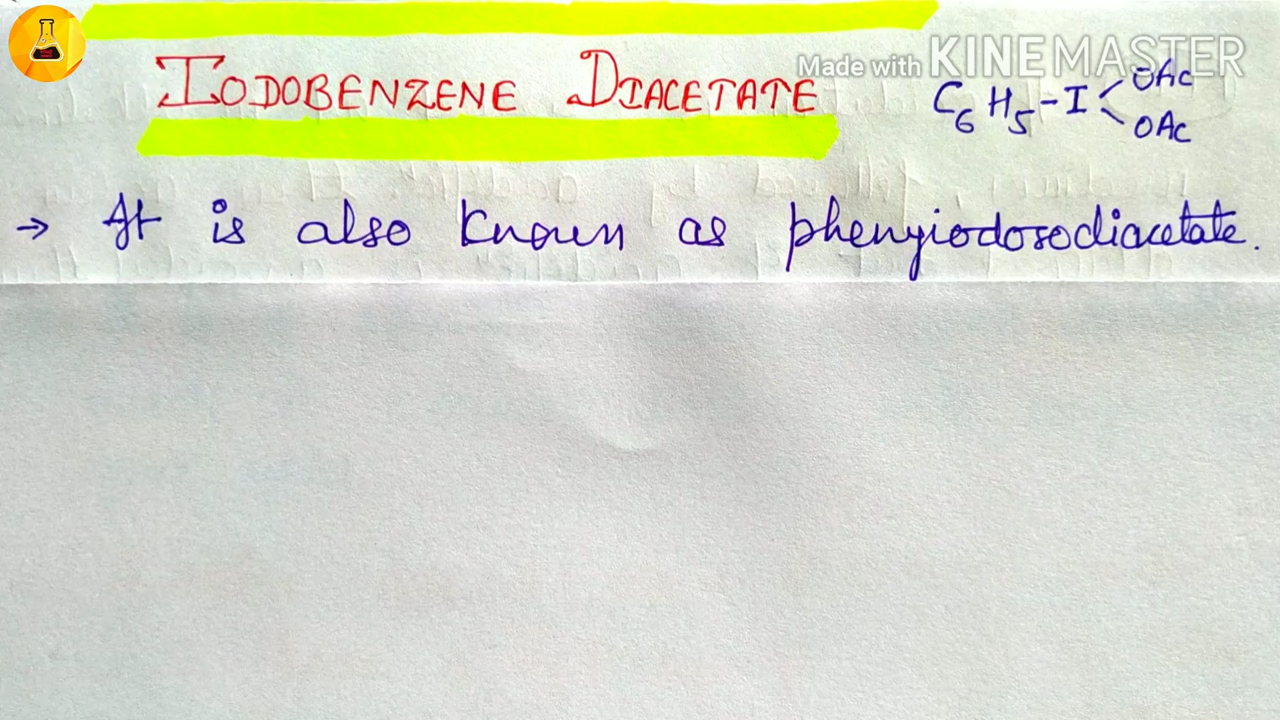 Made with KINEMASTER
IODOBENZENE DIACETATE
C6H5-I
OAc
OAc
→ It is also known as phenyiodosodiacetate.